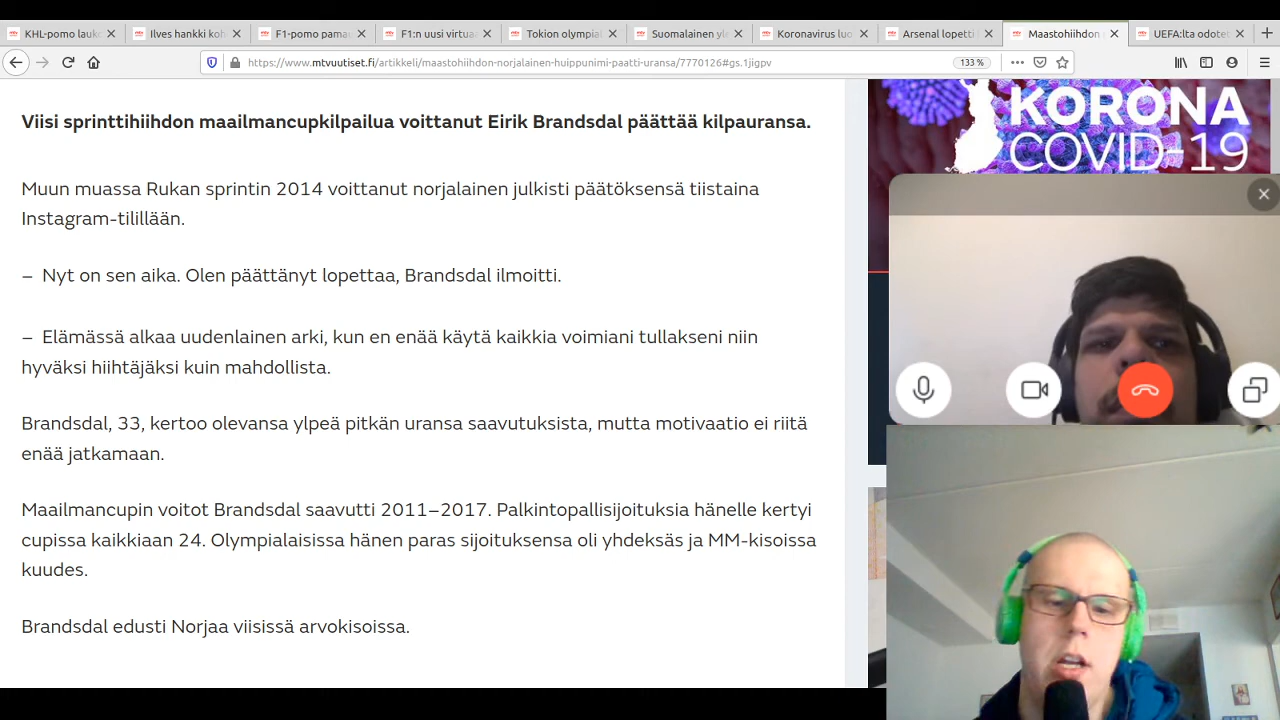 KHL-pomo lauko
Ilves hankki koh
F1-pomo paman
F1:n uusi virtua
Tokion olympial
Suomalainen yle
Koronavirus luo
Arsenal lopetti
Maastohiihdon
UEFA:lta odotet
https://www.mtvuutiset.fi/artikkeli/maastohiihdon-norjalainen-huippunimi-paatti-uransa/7770126#gs.1jigpv
133 %
KORONA
COVID-19
Viisi sprinttihiihdon maailmancupkilpailua voittanut Eirik Brandsdal päättää kilpauransa.
Muun muassa Rukan sprintin 2014 voittanut norjalainen julkisti päätöksensä tiistaina
Instagram-tilillään.
– Nyt on sen aika. Olen päättänyt lopettaa, Brandsdal ilmoitti.
– Elämässä alkaa uudenlainen arki, kun en enää käytä kaikkia voimiani tullakseni niin
hyväksi hiihtäjäksi kuin mahdollista.
Brandsdal, 33, kertoo olevansa ylpeä pitkän uransa saavutuksista, mutta motivaatio ei riitä
enää jatkamaan.
Maailmancupin voitot Brandsdal saavutti 2011–2017. Palkintopallisijoituksia hänelle kertyi
cupissa kaikkiaan 24. Olympialaisissa hänen paras sijoituksensa oli yhdeksäs ja MM-kisoissa
kuudes.
Brandsdal edusti Norjaa viisissä arvokisoissa.